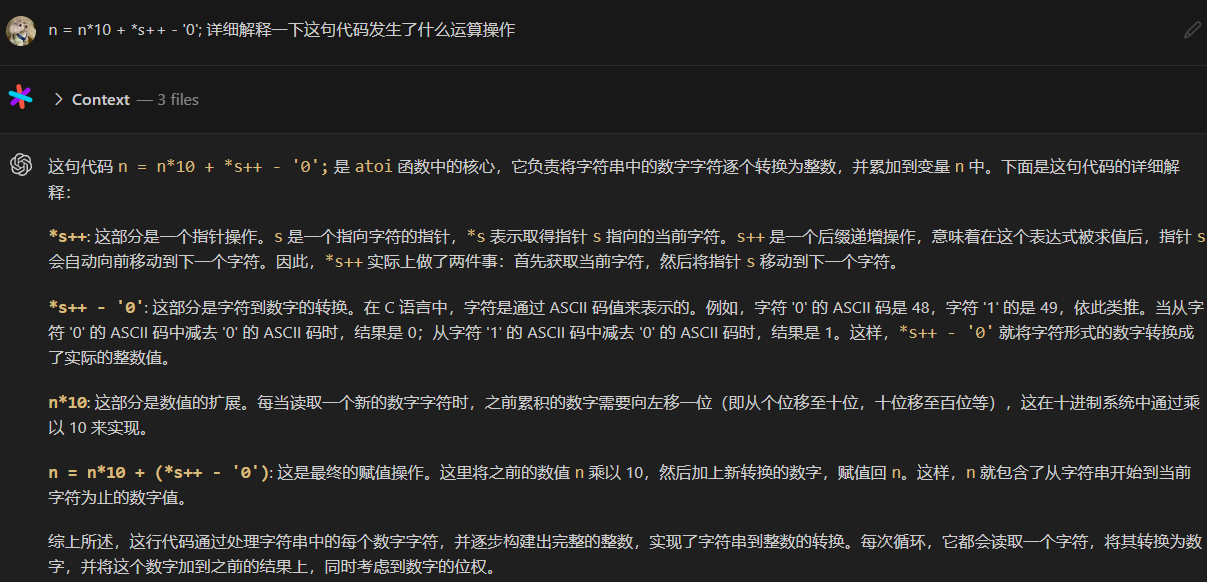 n = n*10 + *s++ - '0'; 详细解释一下这句代码发生了什么运算操作
Context — 3 files
这句代码 n = n*10 + *s++ - '0'; 是 atoi 函数中的核心，它负责将字符串中的数字字符逐个转换为整数，并累加到变量 n 中。下面是这句代码的详细解
释：
*s++: 这部分是一个指针操作。s 是一个指向字符的指针，*s 表示取得指针 s 指向的当前字符。s++ 是一个后缀递增操作，意味着在这个表达式被求值后，指针 s
会自动向前移动到下一个字符。因此，*s++ 实际上做了两件事：首先获取当前字符，然后将指针 s 移动到下一个字符。
*s++ - '0': 这部分是字符到数字的转换。在 C 语言中，字符是通过 ASCII 码值来表示的。例如，字符 '0' 的 ASCII 码是 48，字符 '1' 的是 49，依此类推。当从字
符 '0' 的 ASCII 码中减去 '0' 的 ASCII 码时，结果是 0；从字符 '1' 的 ASCII 码中减去 '0' 的 ASCII 码时，结果是 1。这样，*s++ - '0' 就将字符形式的数字转换成
了实际的整数值。
n*10: 这部分是数值的扩展。每当读取一个新的数字字符时，之前累积的数字需要向左移一位（即从个位移至十位，十位移至百位等），这在十进制系统中通过乘
以 10 来实现。
n = n*10 + (*s++ - '0'): 这是最终的赋值操作。这里将之前的数值 n 乘以 10，然后加上新转换的数字，赋值回 n。这样，n 就包含了从字符串开始到当前
字符为止的数字值。
综上所述，这行代码通过处理字符串中的每个数字字符，并逐步构建出完整的整数，实现了字符串到整数的转换。每次循环，它都会读取一个字符，将其转换为数
字，并将这个数字加到之前的结果上，同时考虑到数字的位权。